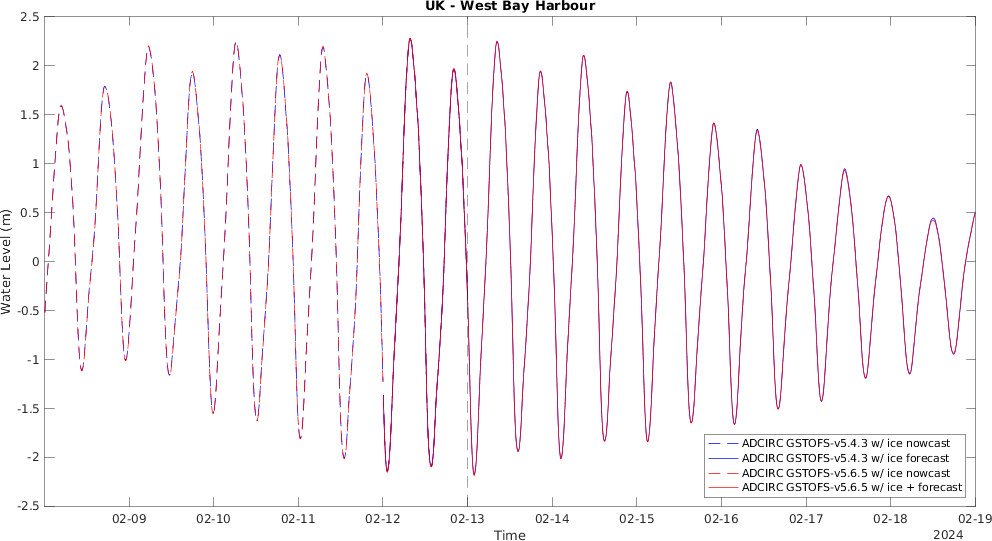 UK - West Bay Harbour
2.5
2
1.5
1
0.5
0
-0.5
-1
-1.5
-2
-2.5
Water Level (m)
ADCIRC GSTOFS-v5.4.3 w/ ice nowcast
ADCIRC GSTOFS-v5.4.3 w/ ice forecast
ADCIRC GSTOFS-v5.6.5 w/ ice nowcast
ADCIRC GSTOFS-v5.6.5 w/ ice + forecast
02-09 02-10 02-11 02-12 02-13 02-14 02-15 02-16 02-17 02-18 02-19
Time
2024